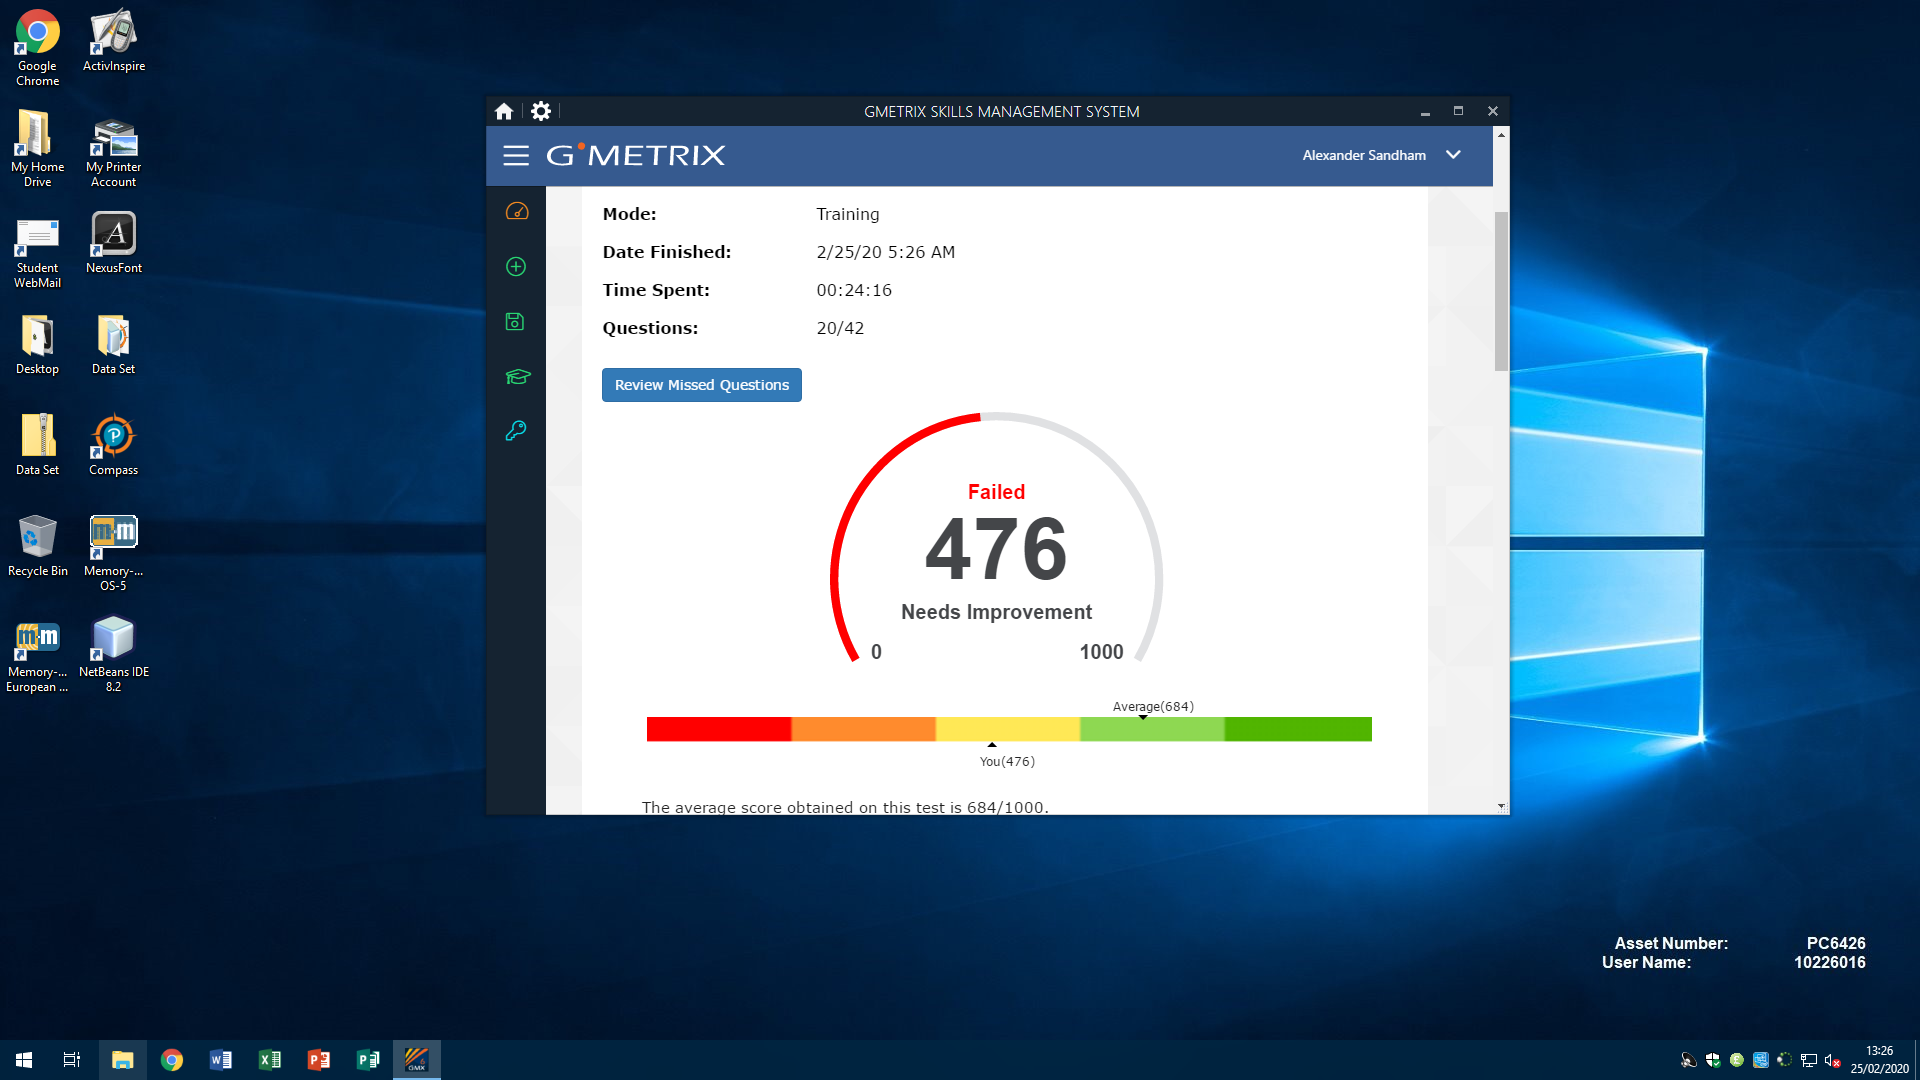 Google
Chrome
ActivInspire
My Home
Drive
My Printer
Account
Student
WebMail
NexusFont
Desktop
Data Set
Data Set
Compass
Recycle Bin
Memory-...
OS-5
Memory-...
European ...
NetBeans IDE
8.2
GMETRIX SKILLS MANAGEMENT SYSTEM
GMETRIX
Alexander Sandham
Mode: Training
Date Finished: 2/25/20 5:26 AM
Time Spent: 00:24:16
Questions: 20/42
Review Missed Questions
Failed
476
Needs Improvement
0 1000
Average(684)
You(476)
The average score obtained on this test is 684/1000.
Asset Number: PC6426
User Name: 10226016
GMX
13:26
25/02/2020